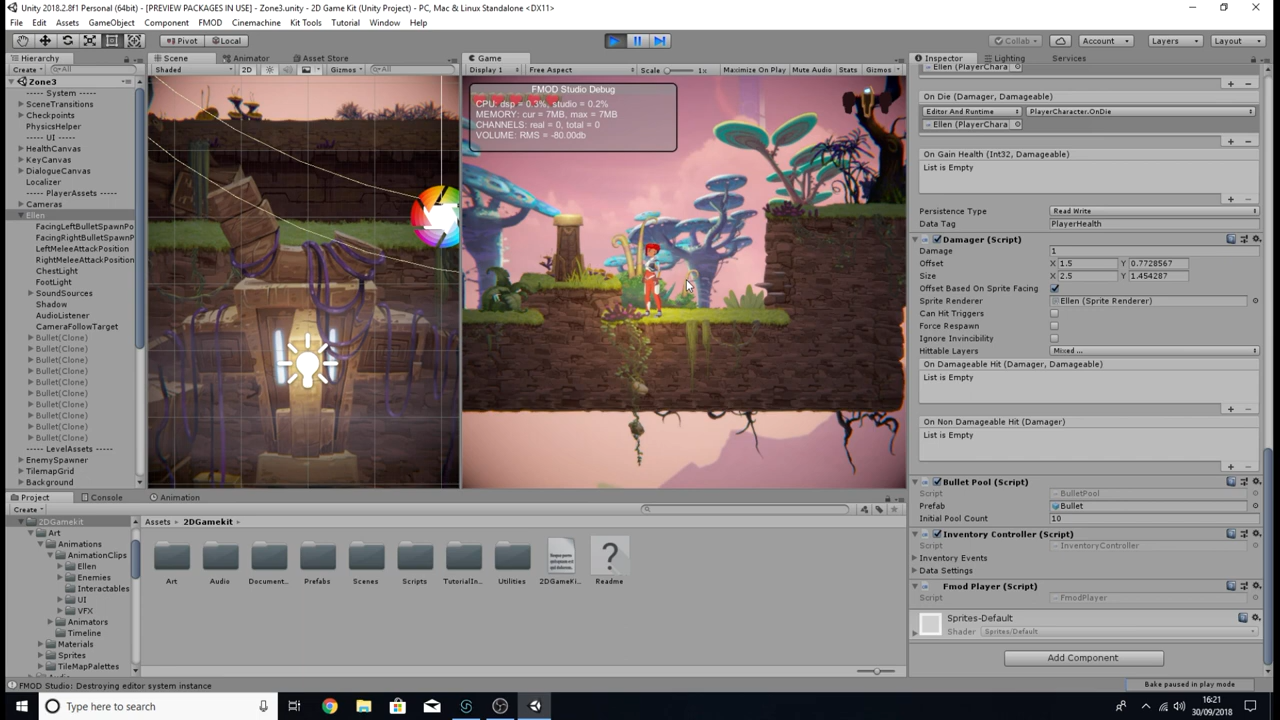 Unity 2018.2.8f1 Personal (64bit) - [PREVIEW PACKAGES IN USE] - Zone3.unity - 2D Game Kit (Unity Project) - PC, Mac & Linux Standalone <DX11>
File Edit Assets GameObject Component FMOD Cinemachine Kit Tools Tutorial Window Help
Pivot Local Collab Account Layers Layout
Hierarchy Scene Animator Asset Store Game Inspector Lighting Services
Create All Shaded 2D Gizmos All Display 1 Free Aspect Scale 1x Maximize On Play Mute Audio Stats Gizmos
Zone3
----- System -----
SceneTransitions
Checkpoints
PhysicsHelper
----- UI -----
HealthCanvas
KeyCanvas
DialogueCanvas
Localizer
----- PlayerAssets -----
Cameras
Ellen
FacingLeftBulletSpawnPo
FacingRightBulletSpawnP
LeftMeleeAttackPosition
RightMeleeAttackPosition
ChestLight
FootLight
SoundSources
Shadow
AudioListener
CameraFollowTarget
Bullet(Clone)
Bullet(Clone)
Bullet(Clone)
Bullet(Clone)
Bullet(Clone)
Bullet(Clone)
Bullet(Clone)
Bullet(Clone)
Bullet(Clone)
Bullet(Clone)
----- LevelAssets -----
EnemySpawner
TilemapGrid
Background
FMOD Studio Debug
CPU: dsp = 0.3%, studio = 0.2%
MEMORY: cur = 7MB, max = 7MB
CHANNELS: real = 0, total = 0
VOLUME: RMS = -80.00db
Ellen (PlayerChara
On Die (Damager, Damageable)
Editor And Runtime PlayerCharacter.OnDie
Ellen (PlayerChara
On Gain Health (Int32, Damageable)
List is Empty
Persistence Type Read Write
Data Tag PlayerHealth
Damager (Script)
Damage 1
Offset X 1.5 Y 0.7728567
Size X 2.5 Y 1.454287
Offset Based On Sprite Facing
Sprite Renderer Ellen (Sprite Renderer)
Can Hit Triggers
Force Respawn
Ignore Invincibility
Hittable Layers Mixed ...
On Damageable Hit (Damager, Damageable)
List is Empty
On Non Damageable Hit (Damager)
List is Empty
Bullet Pool (Script)
Script BulletPool
Prefab Bullet
Initial Pool Count 10
Inventory Controller (Script)
Script InventoryController
Inventory Events
Data Settings
Fmod Player (Script)
Script FmodPlayer
Sprites-Default
Shader Sprites/Default
Add Component
Project Console Animation
Create
2DGamekit
Art
Animations
AnimationClips
Ellen
Enemies
Interactables
UI
VFX
Animators
Timeline
Materials
Sprites
TileMapPalettes
Assets 2DGamekit
Art Audio Document... Prefabs Scenes Scripts TutorialIn... Utilities 2DGameKi... Readme
FMOD Studio: Destroying editor system instance
Bake paused in play mode
Type here to search
16:21
30/09/2018